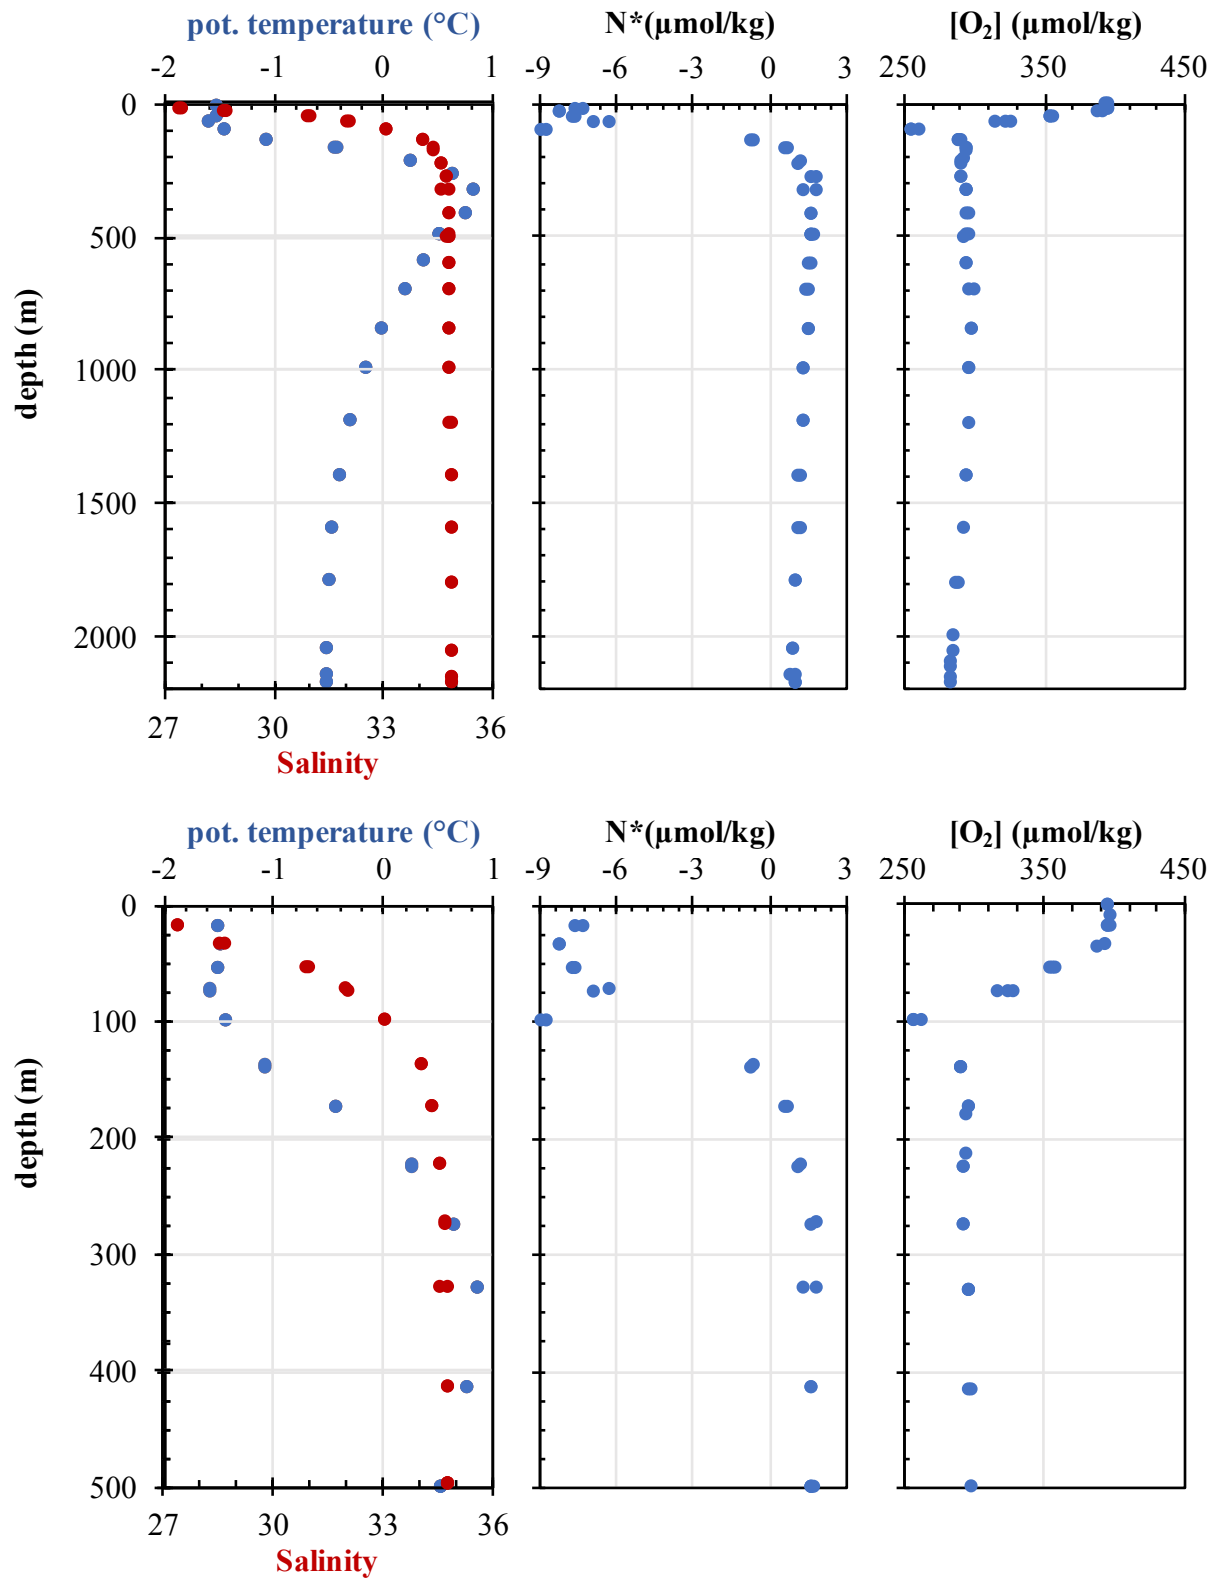 pot. temperature (°C) N*(µmol/kg) [O₂] (µmol/kg)
-2 -1 0 1 -9 -6 -3 0 3 250 350 450
0
500
1000
1500
2000
depth (m)
27 30 33 36
Salinity
pot. temperature (°C) N*(µmol/kg) [O₂] (µmol/kg)
-2 -1 0 1 -9 -6 -3 0 3 250 350 450
0
100
200
300
400
500
depth (m)
27 30 33 36
Salinity